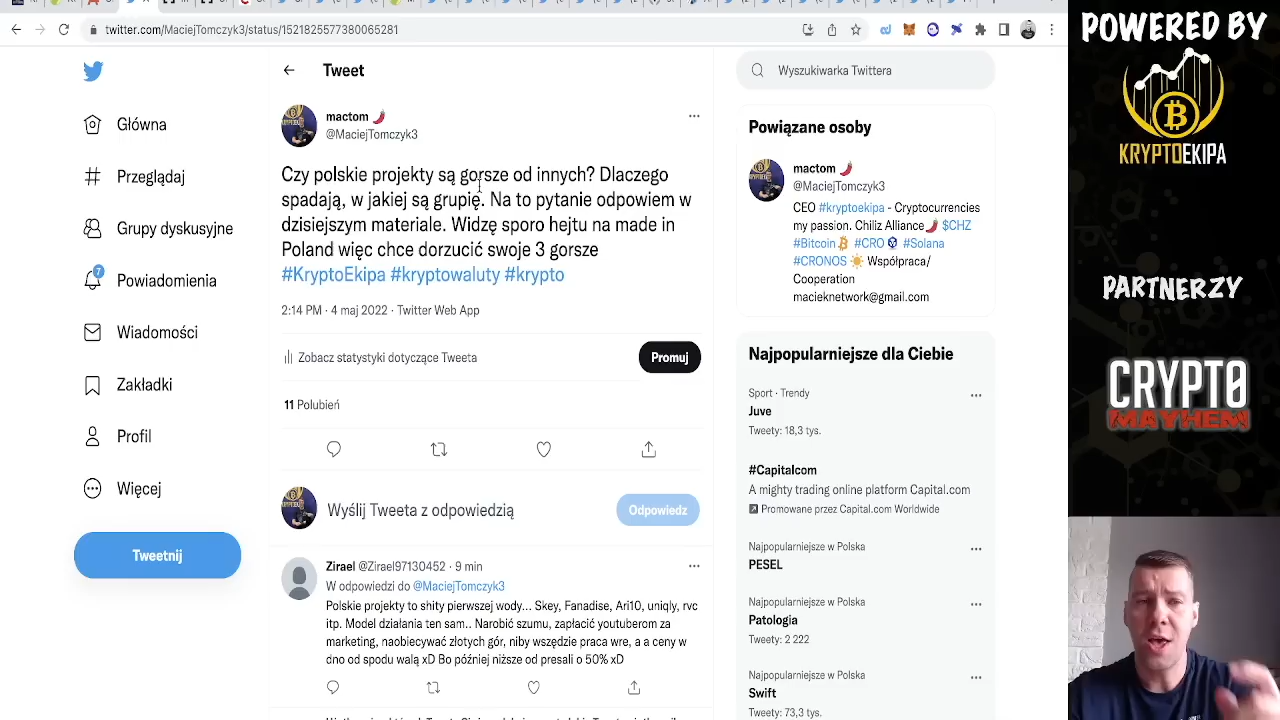 twitter.com/MaciejTomczyk3/status/1521825577380065281
POWERED BY
KRYPTOEKIPA
PARTNERZY
CRYPTO
MAYHEM
Główna
Przeglądaj
Grupy dyskusyjne
7
Powiadomienia
Wiadomości
Zakładki
Profil
Więcej
Tweetnij
Tweet
mactom
@MaciejTomczyk3
Czy polskie projekty są gorsze od innych? Dlaczego
spadają, w jakiej są grupię. Na to pytanie odpowiem w
dzisiejszym materiale. Widzę sporo hejtu na made in
Poland więc chce dorzucić swoje 3 gorsze
#KryptoEkipa #kryptowaluty #krypto
2:14 PM · 4 maj 2022 · Twitter Web App
Zobacz statystyki dotyczące Tweeta
Promuj
11 Polubień
Wyślij Tweeta z odpowiedzią
Odpowiedz
Zirael @Zirael97130452 · 9 min
W odpowiedzi do @MaciejTomczyk3
Polskie projekty to shity pierwszej wody... Skey, Fanadise, Ari10, uniqly, rvc
itp. Model działania ten sam.. Narobić szumu, zapłacić youtuberom za
marketing, naobiecywać złotych gór, niby wszędzie praca wre, a a ceny w
dno od spodu walą xD Bo później niższe od presali o 50% xD
Wyszukiwarka Twittera
Powiązane osoby
mactom
@MaciejTomczyk3
CEO #kryptoekipa - Cryptocurrencies
my passion. Chiliz Alliance $CHZ
#Bitcoin #CRO #Solana
#CRONOS Współpraca/
Cooperation
macieknetwork@gmail.com
Najpopularniejsze dla Ciebie
Sport · Trendy
Juve
Tweety: 18,3 tys.
#Capitalcom
A mighty trading online platform Capital.com
Promowane przez Capital.com Worldwide
Najpopularniejsze w Polska
PESEL
Najpopularniejsze w Polska
Patologia
Tweety: 2 222
Najpopularniejsze w Polska
Swift
Tweety: 73,3 tys.